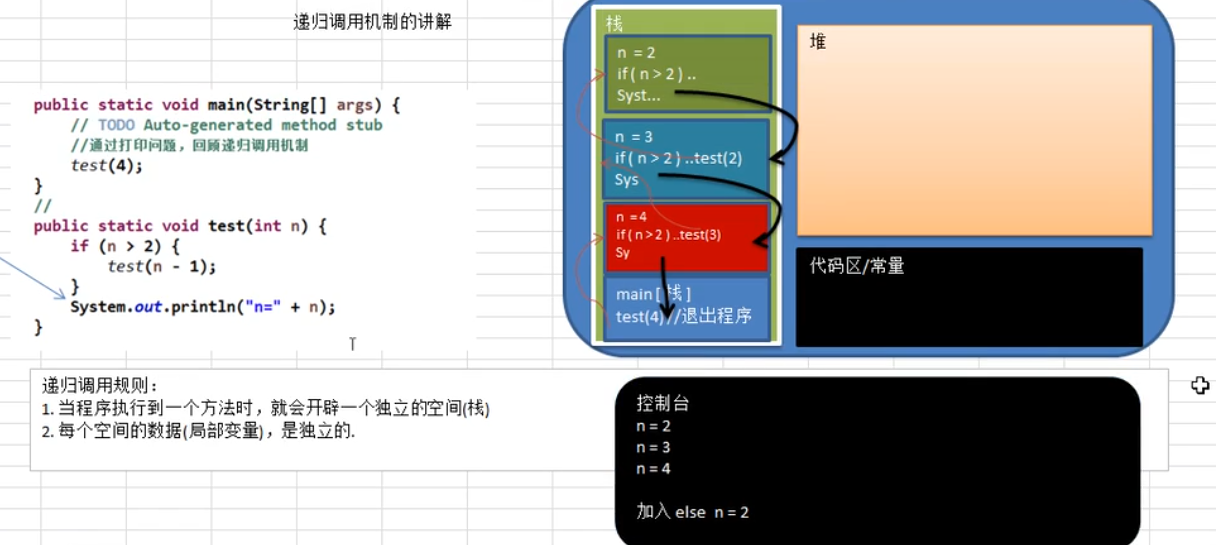 递归调用机制的讲解
public static void main(String[] args) {
// TODO Auto-generated method stub
//通过打印问题，回顾递归调用机制
test(4);
}
//
public static void test(int n) {
if (n > 2) {
test(n - 1);
}
System.out.println("n=" + n);
}
栈
n = 2
if( n > 2 ) ..
Syst...
n = 3
if( n > 2 ) ..test(2)
Sys
n =4
if( n >2 ) ..test(3)
Sy
main [ 栈 ]
test(4) //退出程序
堆
代码区/常量
递归调用规则：
1. 当程序执行到一个方法时，就会开辟一个独立的空间(栈)
2. 每个空间的数据(局部变量)，是独立的.
控制台
n = 2
n = 3
n = 4
加入 else n = 2